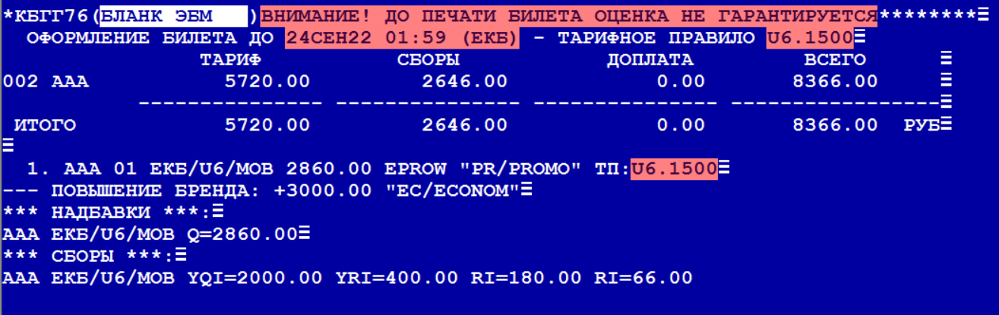 *КБГГ76(БЛАНК ЭБМ   )ВНИМАНИЕ! ДО ПЕЧАТИ БИЛЕТА ОЦЕНКА НЕ ГАРАНТИРУЕТСЯ********
ОФОРМЛЕНИЕ БИЛЕТА ДО 24СЕН22 01:59 (ЕКБ) - ТАРИФНОЕ ПРАВИЛО U6.1500
ТАРИФ СБОРЫ ДОПЛАТА ВСЕГО
002 ААА 5720.00 2646.00 0.00 8366.00
--------------- --------------- --------------- -----------------
ИТОГО 5720.00 2646.00 0.00 8366.00 РУБ
1. ААА 01 ЕКБ/U6/МОВ 2860.00 EPROW "PR/PROMO" ТП:U6.1500
--- ПОВЫШЕНИЕ БРЕНДА: +3000.00 "EC/ECONOM"
*** НАДБАВКИ ***:
ААА ЕКБ/U6/МОВ Q=2860.00
*** СБОРЫ ***:
ААА ЕКБ/U6/МОВ YQI=2000.00 YRI=400.00 RI=180.00 RI=66.00